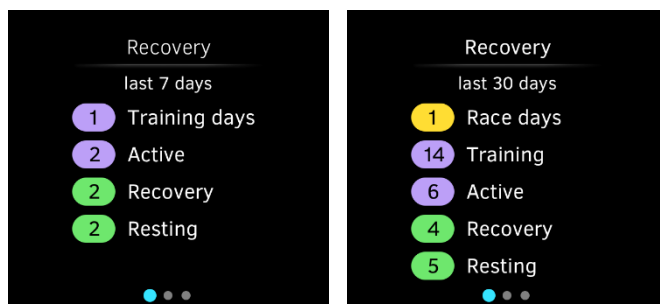 Recovery
last 7 days
1 Training days
2 Active
2 Recovery
2 Resting
Recovery
last 30 days
1 Race days
14 Training
6 Active
4 Recovery
5 Resting